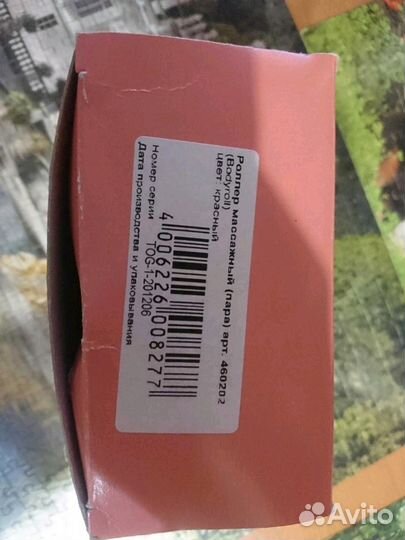 Роллер массажный (пара) арт. 460202
(Bodyroll)
цвет: красный
4 006226 008277
Номер серии TOG-1-201206
Дата производства и упаковывания
Avito